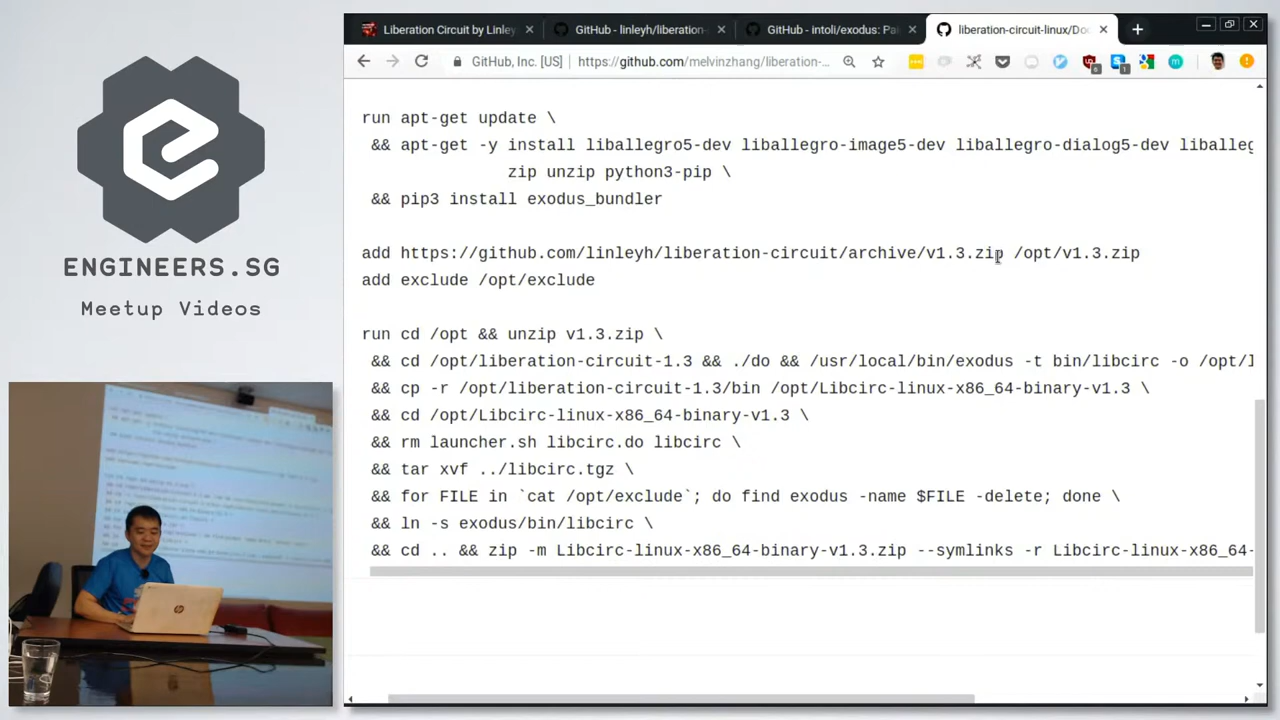 ENGINEERS.SG
Meetup Videos
Liberation Circuit by Linley
GitHub - linleyh/liberation-
GitHub - intoli/exodus: Pai
liberation-circuit-linux/Doc
GitHub, Inc. [US]
https://github.com/melvinzhang/liberation-...
run apt-get update \
&& apt-get -y install liballegro5-dev liballegro-image5-dev liballegro-dialog5-dev liballeg
zip unzip python3-pip \
&& pip3 install exodus_bundler
add https://github.com/linleyh/liberation-circuit/archive/v1.3.zip /opt/v1.3.zip
add exclude /opt/exclude
run cd /opt && unzip v1.3.zip \
&& cd /opt/liberation-circuit-1.3 && ./do && /usr/local/bin/exodus -t bin/libcirc -o /opt/l
&& cp -r /opt/liberation-circuit-1.3/bin /opt/Libcirc-linux-x86_64-binary-v1.3 \
&& cd /opt/Libcirc-linux-x86_64-binary-v1.3 \
&& rm launcher.sh libcirc.do libcirc \
&& tar xvf ../libcirc.tgz \
&& for FILE in `cat /opt/exclude`; do find exodus -name $FILE -delete; done \
&& ln -s exodus/bin/libcirc \
&& cd .. && zip -m Libcirc-linux-x86_64-binary-v1.3.zip --symlinks -r Libcirc-linux-x86_64-